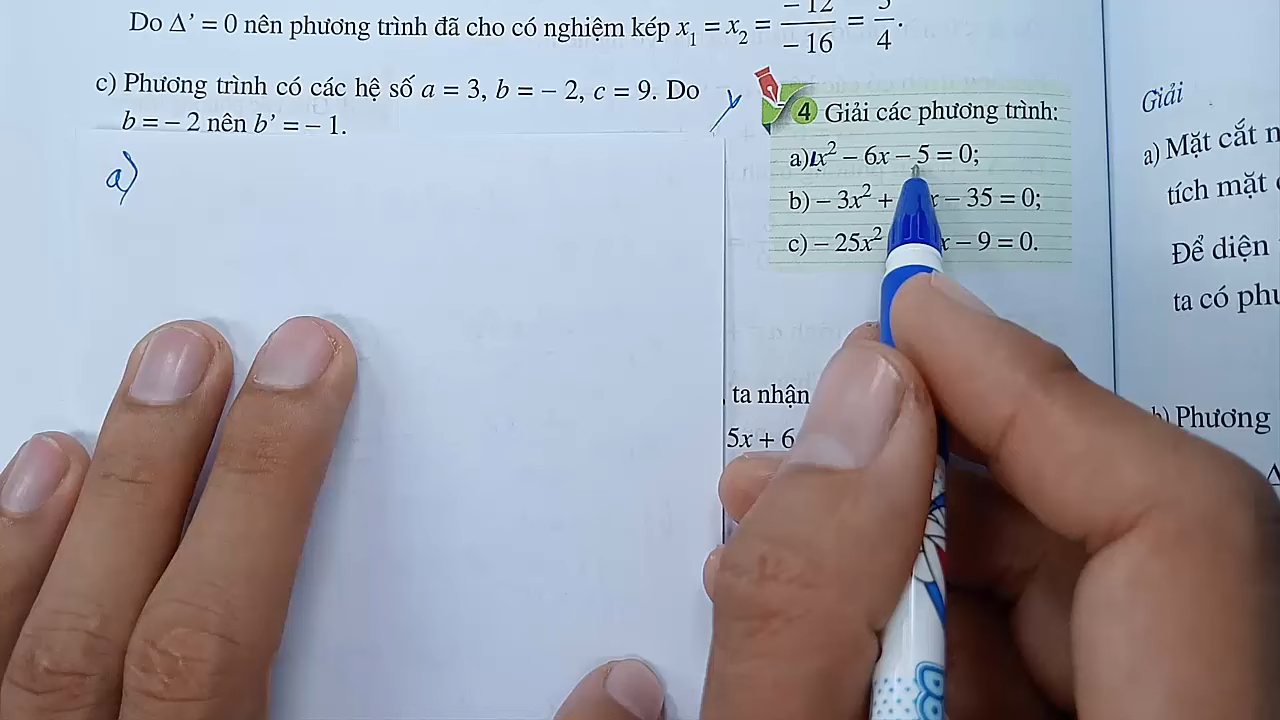 Do Δ’ = 0 nên phương trình đã cho có nghiệm kép x₁ = x₂ = −12/−16 = 3/4.
c) Phương trình có các hệ số a = 3, b = − 2, c = 9. Do
b = − 2 nên b’ = − 1.
a)
4 Giải các phương trình:
a) 1x² − 6x − 5 = 0;
b) − 3x² + x − 35 = 0;
c) − 25x² x − 9 = 0.
ta nhận
5x + 6
Giải
a) Mặt cắt
tích mặt
Để diện
ta có
Phương